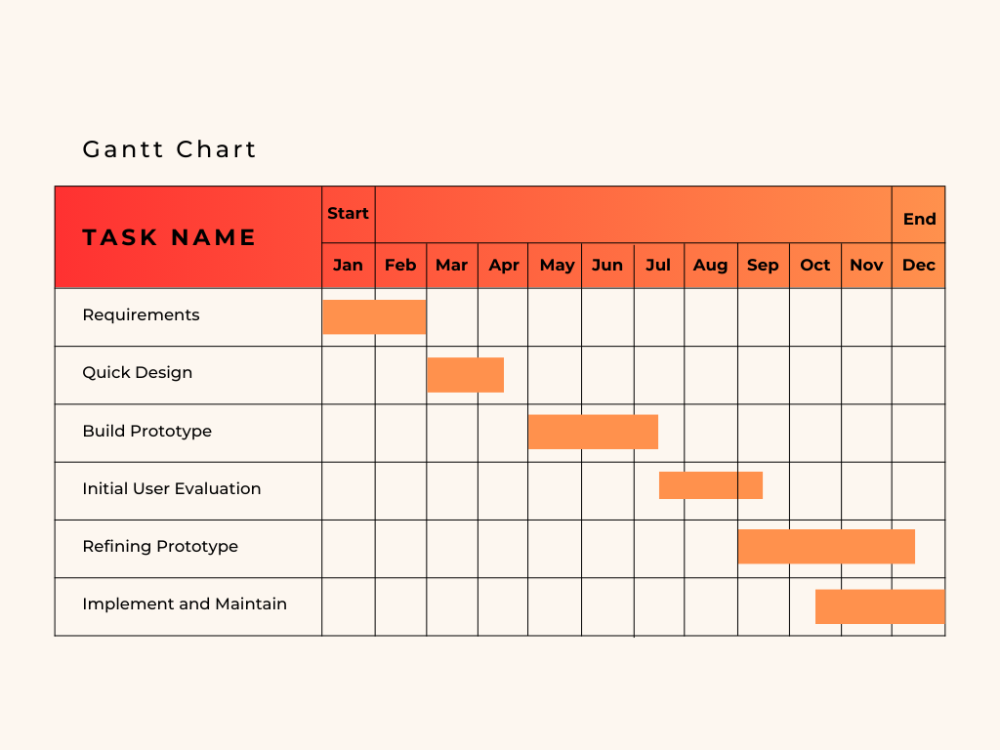 Gantt Chart
TASK NAME
Start
End
Jan Feb Mar Apr May Jun Jul Aug Sep Oct Nov Dec
Requirements
Quick Design
Build Prototype
Initial User Evaluation
Refining Prototype
Implement and Maintain